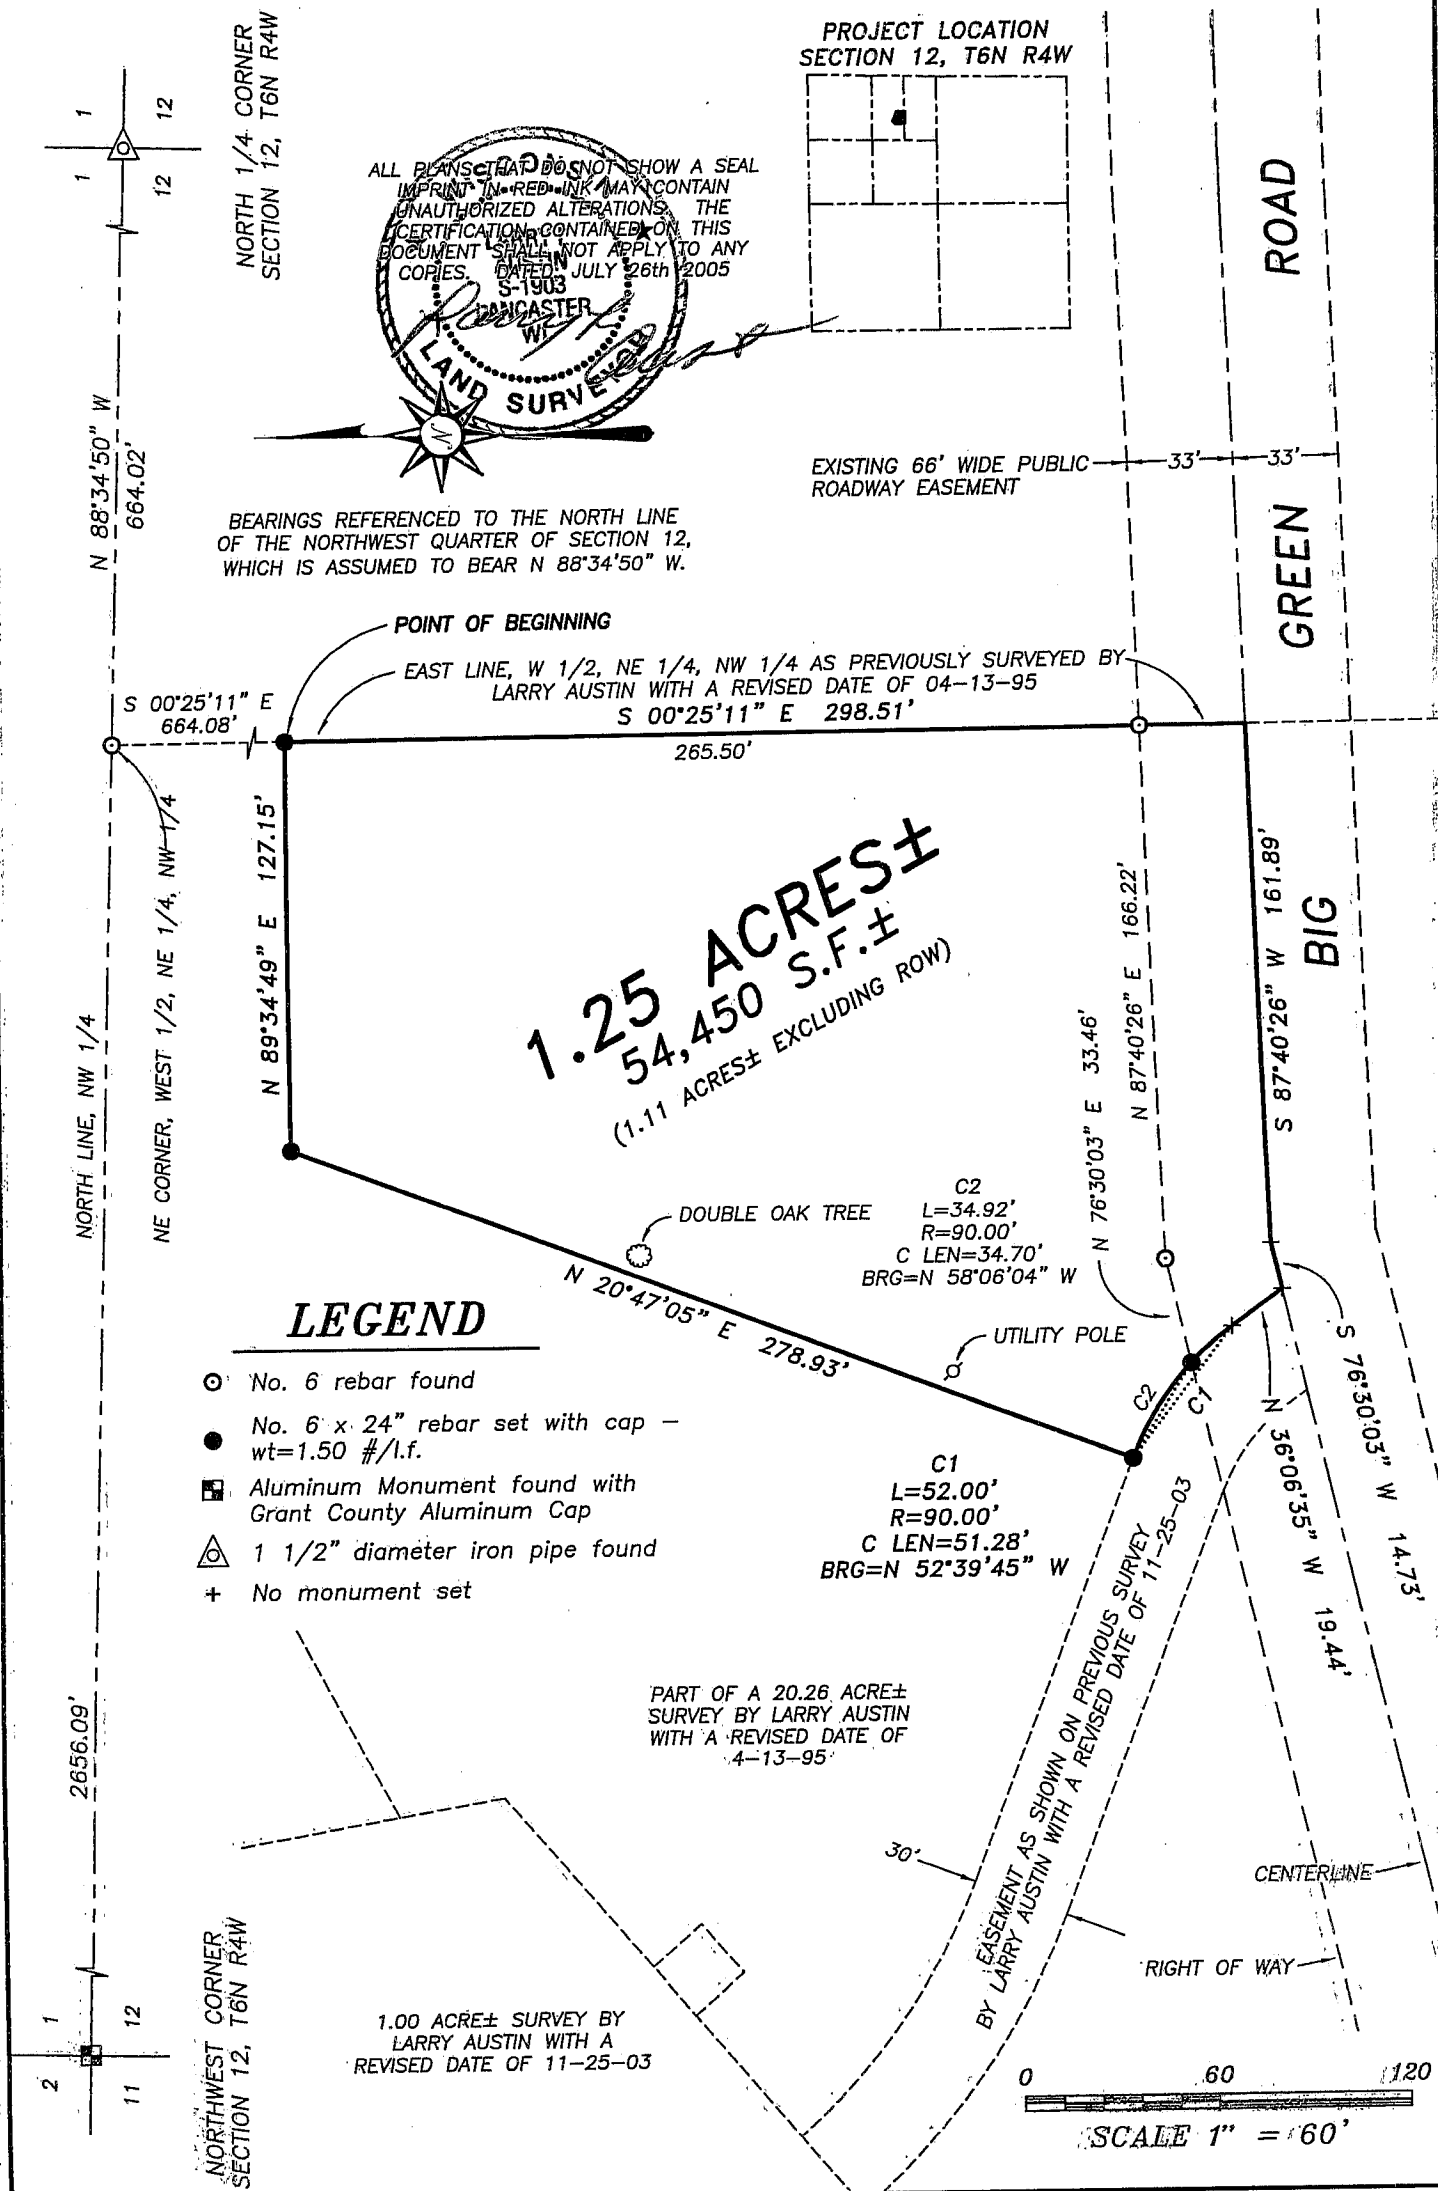 PROJECT LOCATION
SECTION 12, T6N R4W
NORTH 1/4 CORNER
SECTION 12, T6N R4W
1
12
1
12
ALL PLANS THAT DO NOT SHOW A SEAL
IMPRINT IN RED INK MAY CONTAIN
UNAUTHORIZED ALTERATIONS. THE
CERTIFICATION CONTAINED ON THIS
DOCUMENT SHALL NOT APPLY TO ANY
COPIES. DATED: JULY 26th 2005
S-1903
LANCASTER
WI
LAND SURVEYOR
N
N 88°34'50" W
664.02'
BEARINGS REFERENCED TO THE NORTH LINE
OF THE NORTHWEST QUARTER OF SECTION 12,
WHICH IS ASSUMED TO BEAR N 88°34'50" W.
EXISTING 66' WIDE PUBLIC
ROADWAY EASEMENT
33'
33'
BIG GREEN ROAD
POINT OF BEGINNING
EAST LINE, W 1/2, NE 1/4, NW 1/4 AS PREVIOUSLY SURVEYED BY
LARRY AUSTIN WITH A REVISED DATE OF 04-13-95
S 00°25'11" E
664.08'
S 00°25'11" E 298.51'
265.50'
N 89°34'49" E 127.15'
NE CORNER, WEST 1/2, NE 1/4, NW 1/4
NORTH LINE, NW 1/4
1.25 ACRES±
54,450 S.F.±
(1.11 ACRES± EXCLUDING ROW)
N 87°40'26" E 166.22'
S 87°40'26" W 161.89'
N 76°30'03" E 33.46'
C2
L=34.92'
R=90.00'
C LEN=34.70'
BRG=N 58°06'04" W
DOUBLE OAK TREE
N 20°47'05" E 278.93'
UTILITY POLE
C2
C1
S 76°30'03" W 14.73'
N 36°06'35" W 19.44'
C1
L=52.00'
R=90.00'
C LEN=51.28'
BRG=N 52°39'45" W
LEGEND
No. 6 rebar found
No. 6 x 24" rebar set with cap -
wt=1.50 #/l.f.
Aluminum Monument found with
Grant County Aluminum Cap
1 1/2" diameter iron pipe found
+ No monument set
2656.09'
PART OF A 20.26 ACRE±
SURVEY BY LARRY AUSTIN
WITH A REVISED DATE OF
4-13-95
EASEMENT AS SHOWN ON PREVIOUS SURVEY
BY LARRY AUSTIN WITH A REVISED DATE OF 11-25-03
30'
CENTERLINE
RIGHT OF WAY
1.00 ACRE± SURVEY BY
LARRY AUSTIN WITH A
REVISED DATE OF 11-25-03
NORTHWEST CORNER
SECTION 12, T6N R4W
1
12
2
11
0 60 120
SCALE 1" = 60'